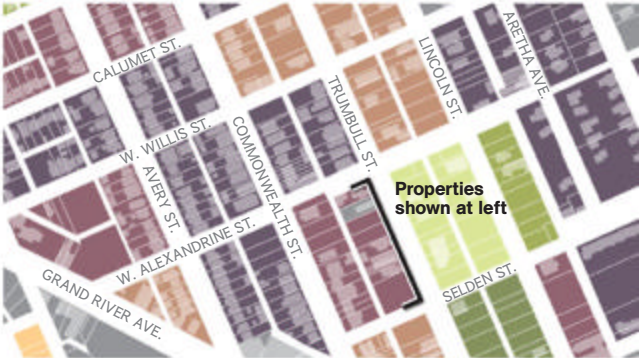 CALUMET ST.
ARETHA AVE.
LINCOLN ST.
TRUMBULL ST.
W. WILLIS ST.
COMMONWEALTH ST.
AVERY ST.
Properties
shown at left
W. ALEXANDRINE ST.
SELDEN ST.
GRAND RIVER AVE.